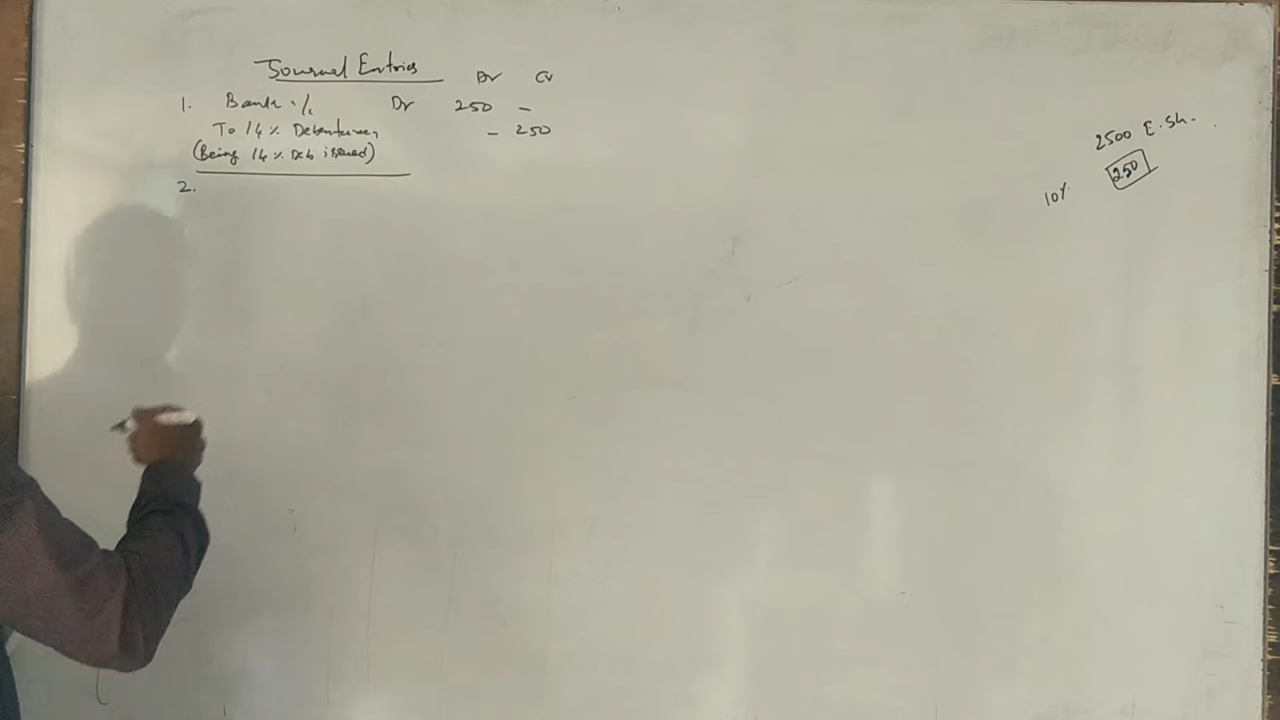 Journal Entries
Dr Cr
1. Bank A/c Dr 250 -
To 14% Debentures - 250
(Being 14% Deb issued)
2.
2500 E.Sh.
250
10%